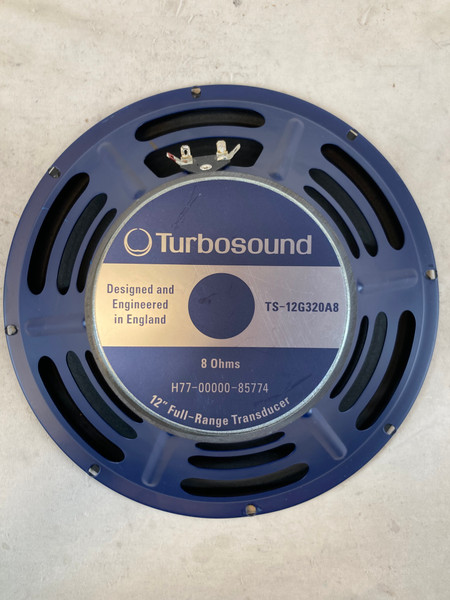 Turbosound
Designed and
Engineered
in England
TS-12G320A8
8 Ohms
H77-00000-85774
12" Full-Range Transducer